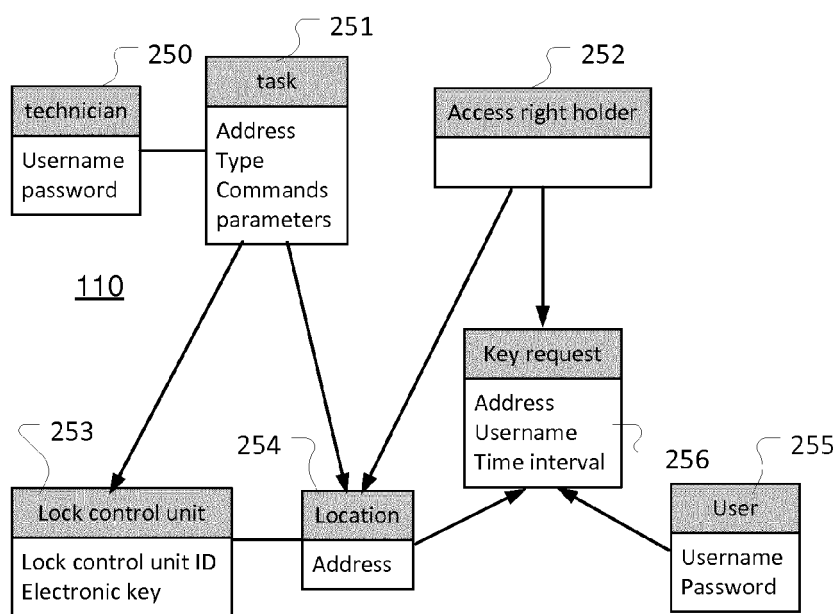 250
technician
Username
password
251
task
Address
Type
Commands
parameters
252
Access right holder
110
Key request
Address
Username
Time interval
256
253
Lock control unit
Lock control unit ID
Electronic key
254
Location
Address
255
User
Username
Password